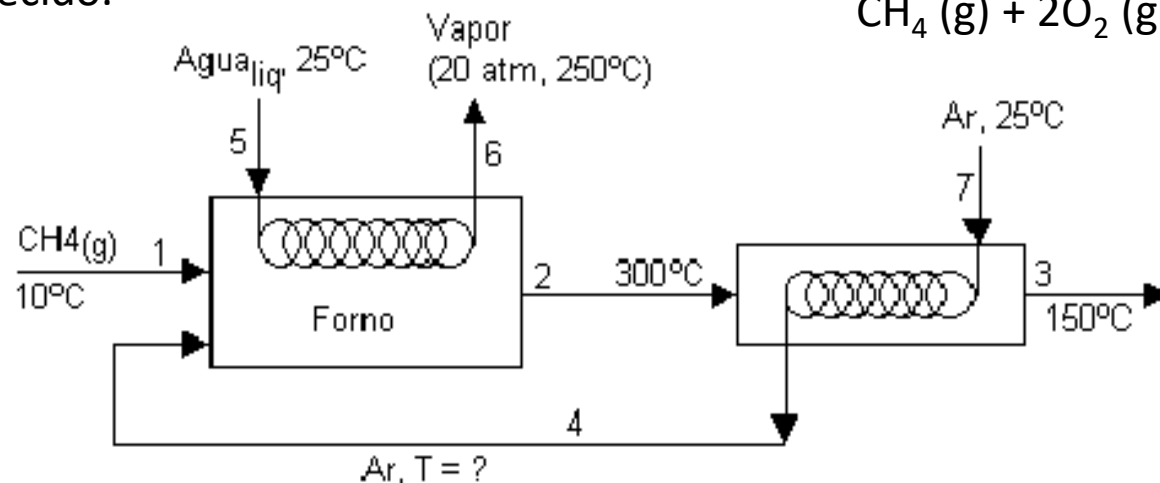 ecido.
CH₄ (g) + 2O₂ (g
Vapor
(20 atm, 250ºC)
Agua_liq, 25ºC
Ar, 25ºC
5
6
7
CH4(g) 1
10ºC
2
300ºC
3
150ºC
Forno
4
Ar, T = ?